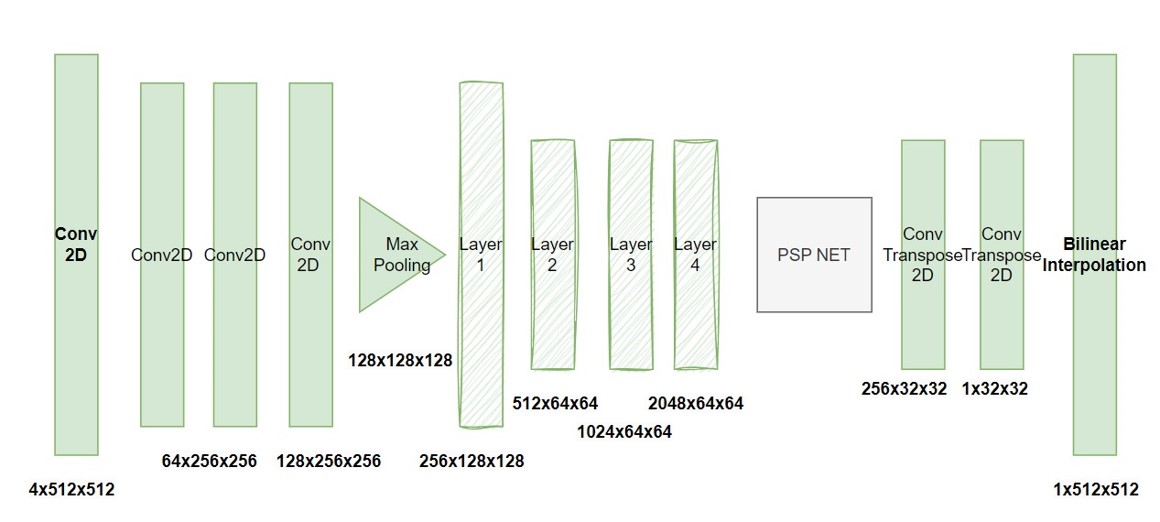 Conv
2D
Conv2D
Conv2D
Conv
2D
Max
Pooling
Layer
1
Layer
2
Layer
3
Layer
4
PSP NET
Conv
Transpose
2D
Conv
Transpose
2D
Bilinear
Interpolation
128x128x128
256x32x32
1x32x32
512x64x64
2048x64x64
1024x64x64
64x256x256
128x256x256
256x128x128
4x512x512
1x512x512